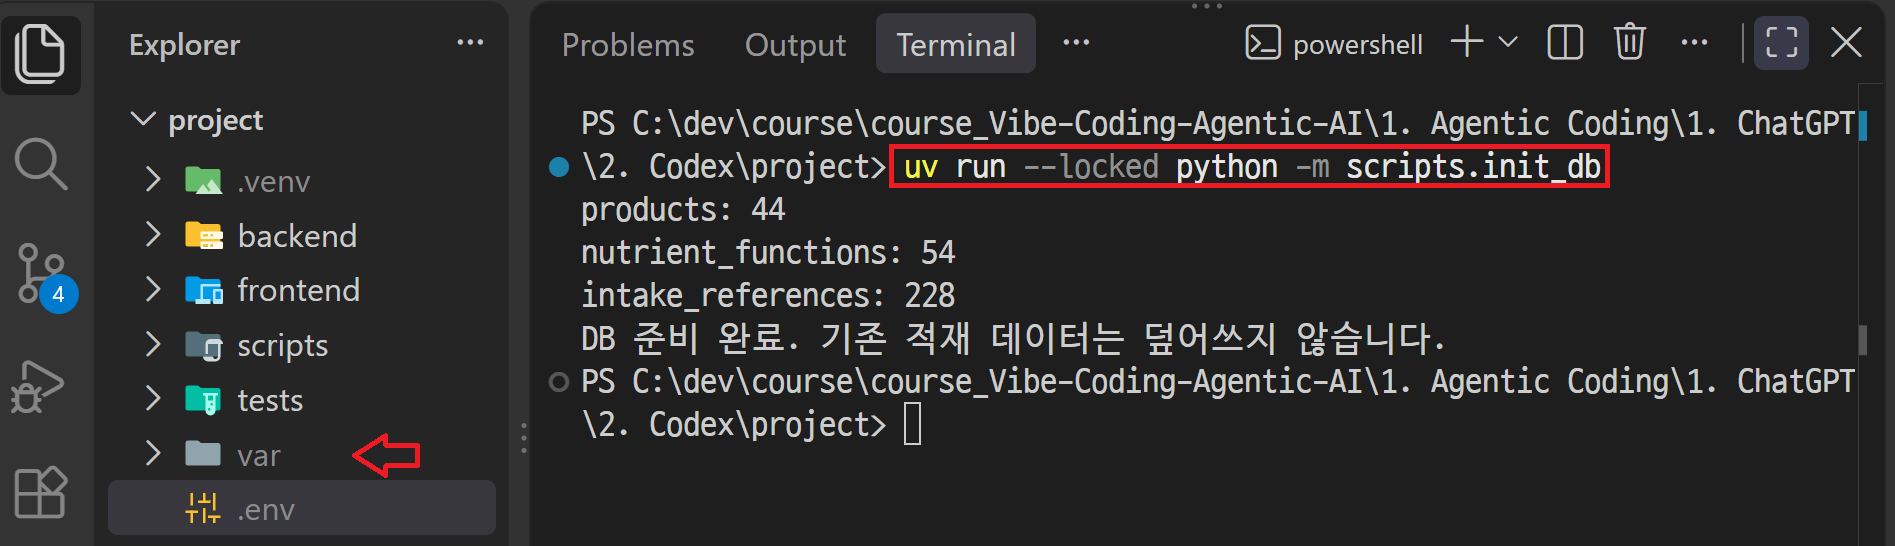 Explorer
project
.venv
backend
frontend
scripts
tests
var
.env
4
Problems
Output
Terminal
powershell
PS C:\dev\course\course_Vibe-Coding-Agentic-AI\1. Agentic Coding\1. ChatGPT
\2. Codex\project> uv run --locked python -m scripts.init_db
products: 44
nutrient_functions: 54
intake_references: 228
DB 준비 완료. 기존 적재 데이터는 덮어쓰지 않습니다.
PS C:\dev\course\course_Vibe-Coding-Agentic-AI\1. Agentic Coding\1. ChatGPT
\2. Codex\project>